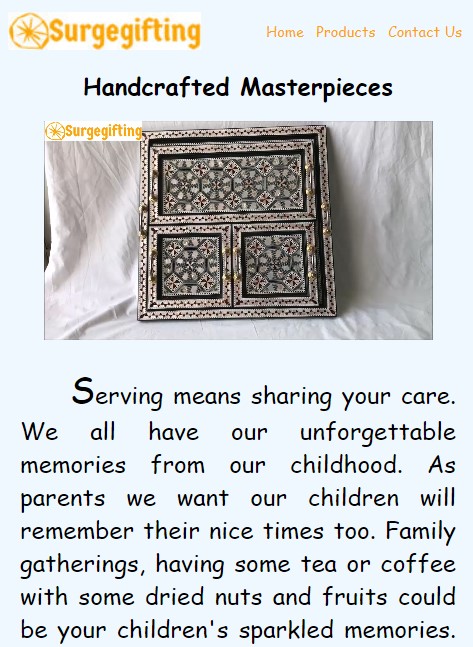 Surgegifting
Home Products Contact Us
Handcrafted Masterpieces
Surgegifting
Serving means sharing your care.
We all have our unforgettable
memories from our childhood. As
parents we want our children will
remember their nice times too. Family
gatherings, having some tea or coffee
with some dried nuts and fruits could
be your children's sparkled memories.